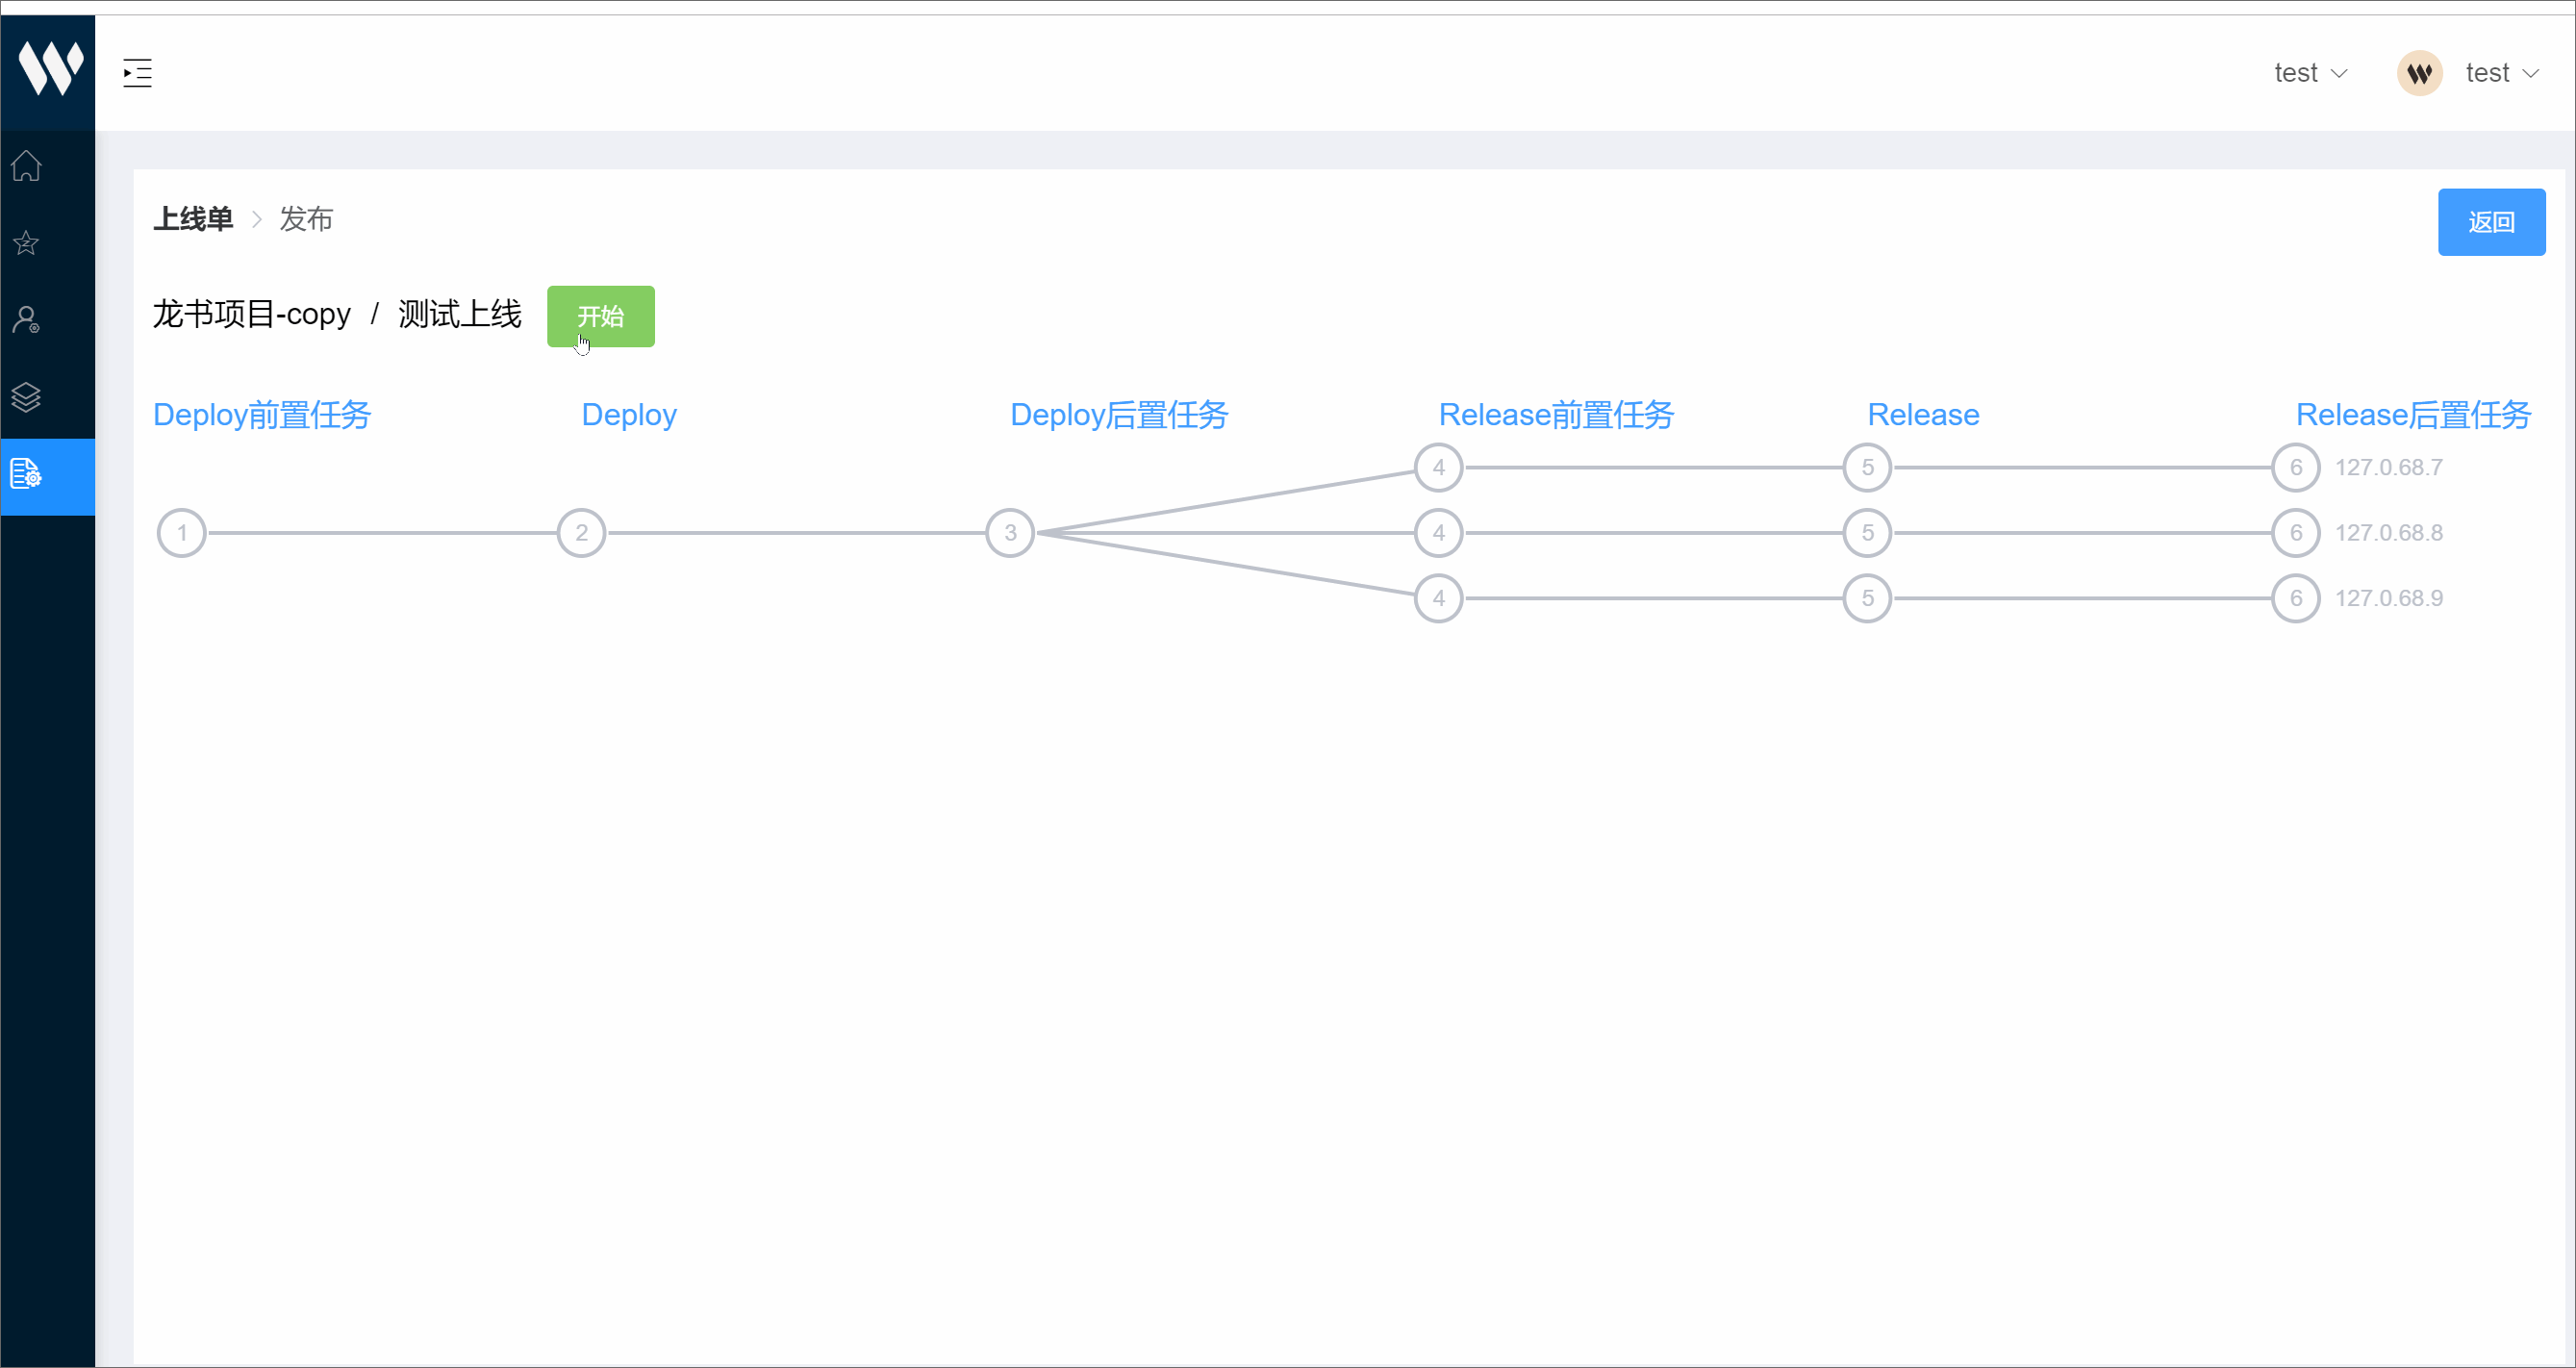 test test
上线单 > 发布
返回
龙书项目-copy / 测试上线 开始
Deploy前置任务 Deploy Deploy后置任务 Release前置任务 Release Release后置任务
4 5 6 127.0.68.7
1 2 3 4 5 6 127.0.68.8
4 5 6 127.0.68.9